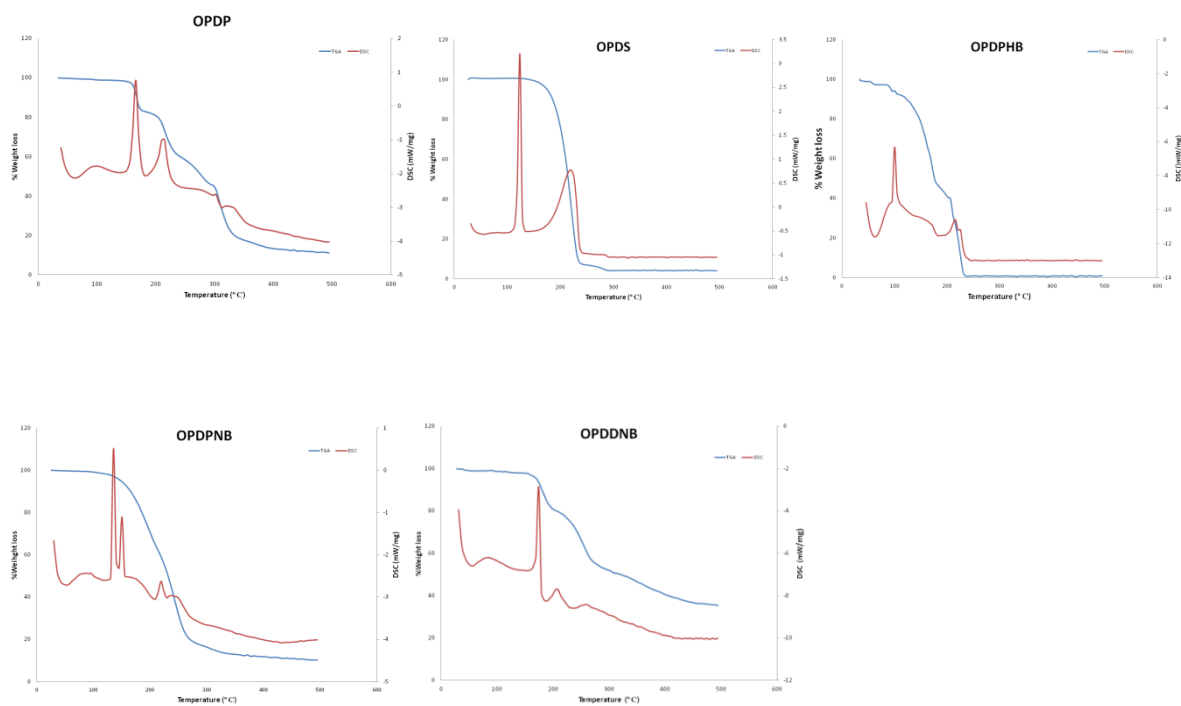 OPDP
TGA DSC
120
100
80
60
40
20
0
% Weight loss
2
1
0
-1
-2
-3
-4
-5
DSC (mW/mg)
0 100 200 300 400 500 600
Temperature (° C)
OPDS
TGA DSC
120
100
80
60
40
20
0
% Weight loss
3.5
3
2.5
2
1.5
1
0.5
0
-0.5
-1
-1.5
DSC (mW/mg)
0 100 200 300 400 500 600
Temperature (° C)
OPDPHB
TGA DSC
120
100
80
60
40
20
0
% Weight loss
0
-2
-4
-6
-8
-10
-12
-14
DSC (mW/mg)
0 100 200 300 400 500 600
Temperature (° C)
OPDPNB
TGA DSC
120
100
80
60
40
20
0
%Weihght loss
1
0
-1
-2
-3
-4
-5
DSC (mW/mg)
0 100 200 300 400 500 600
Temperature (° C)
OPDDNB
TGA DSC
120
100
80
60
40
20
0
%Weight loss
0
-2
-4
-6
-8
-10
-12
DSC (mW/mg)
0 100 200 300 400 500 600
Temperature (° C)